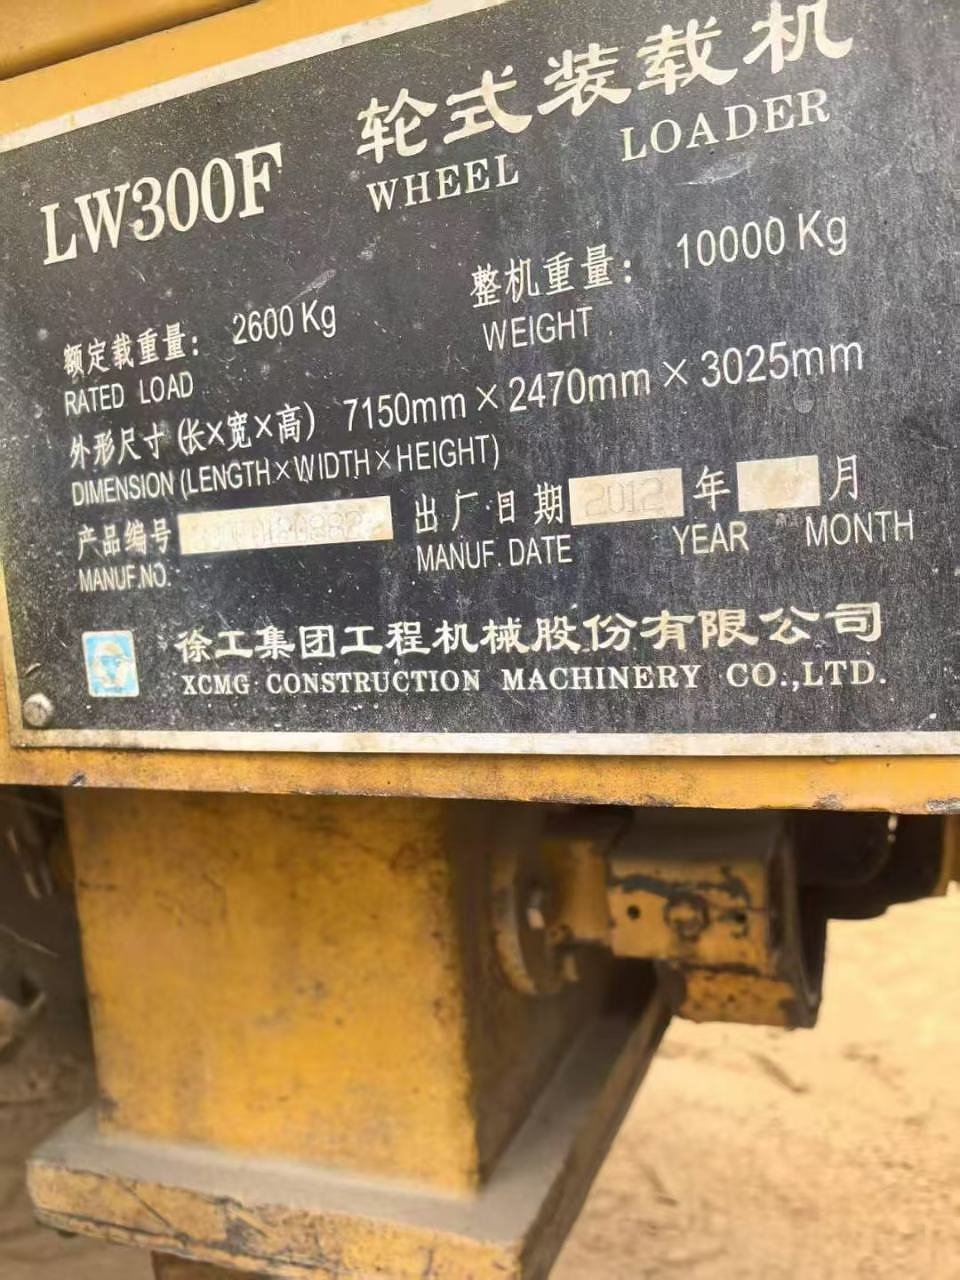 轮式装载机
LW300F WHEEL LOADER
额定载重量: 2600 Kg 整机重量: 10000 Kg
RATED LOAD WEIGHT
外形尺寸 (长×宽×高) 7150mm × 2470mm × 3025mm
DIMENSION (LENGTH×WIDTH×HEIGHT)
产品编号 出厂日期 2012 年 月
MANUF.NO. MANUF. DATE YEAR MONTH
徐工集团工程机械股份有限公司
XCMG CONSTRUCTION MACHINERY CO.,LTD.